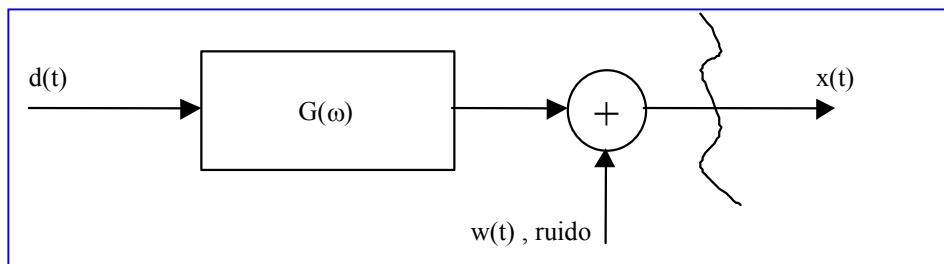 d(t)
x(t)
G(ω)
+
w(t) , ruido